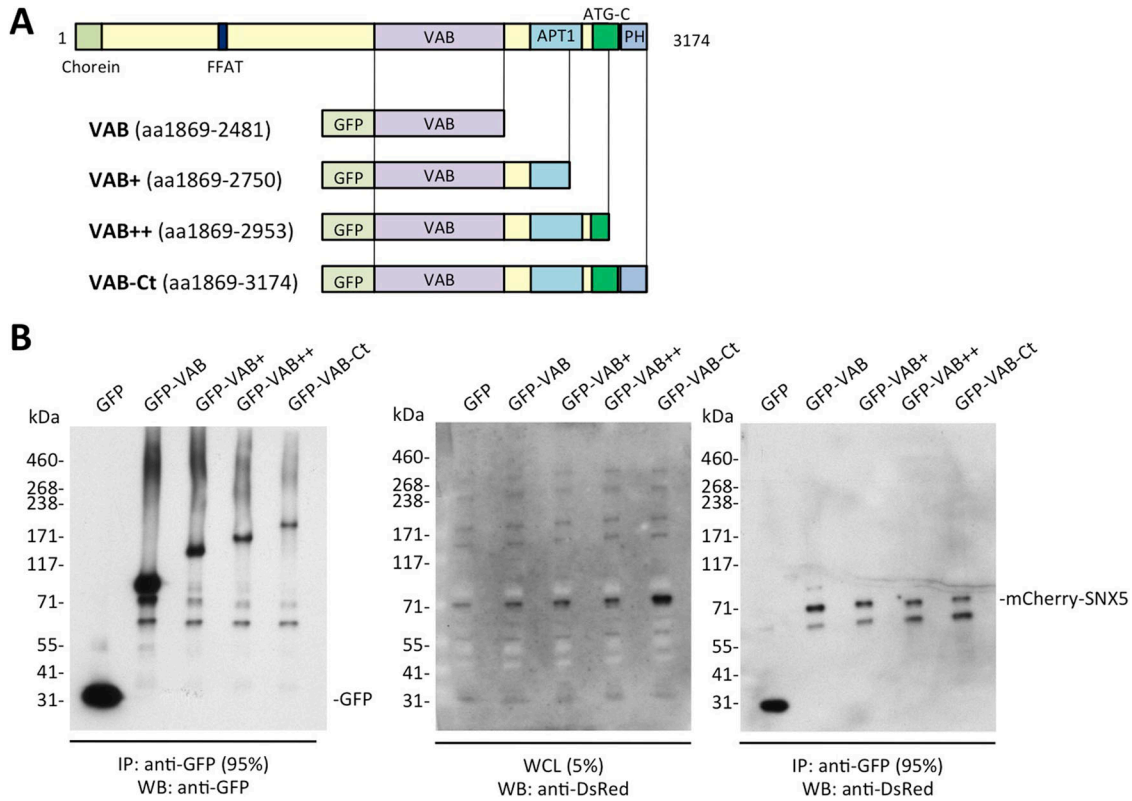 A
ATG-C
1 VAB APT1 PH 3174
Chorein FFAT
VAB (aa1869-2481) GFP VAB
VAB+ (aa1869-2750) GFP VAB
VAB++ (aa1869-2953) GFP VAB
VAB-Ct (aa1869-3174) GFP VAB
B
kDa GFP GFP-VAB GFP-VAB+ GFP-VAB++ GFP-VAB-Ct
460-
268-
238-
171-
117-
71-
55-
41-
31- -GFP
IP: anti-GFP (95%)
WB: anti-GFP
kDa GFP GFP-VAB GFP-VAB+ GFP-VAB++ GFP-VAB-Ct
460-
268-
238-
171-
117-
71-
55-
41-
31-
WCL (5%)
WB: anti-DsRed
kDa GFP GFP-VAB GFP-VAB+ GFP-VAB++ GFP-VAB-Ct
460-
268-
238-
171-
117-
71- -mCherry-SNX5
55-
41-
31-
IP: anti-GFP (95%)
WB: anti-DsRed